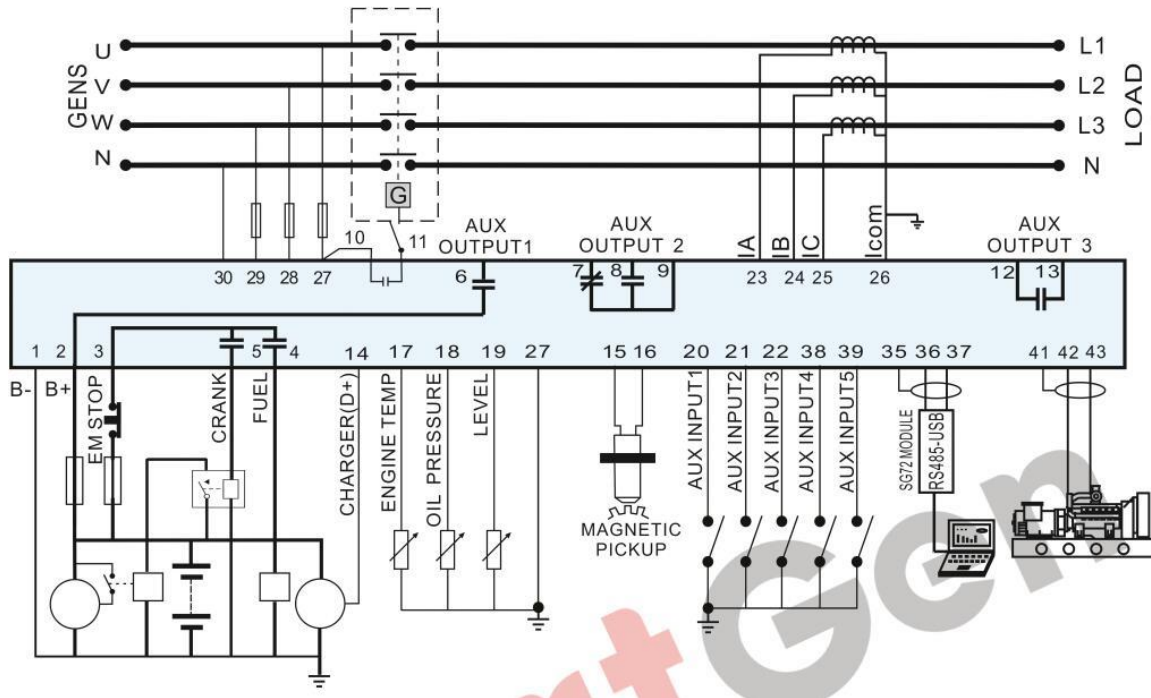 GENS
U
V
W
N
L1
L2
L3
N
LOAD
G
10
11
AUX
OUTPUT1
AUX
OUTPUT 2
IA
IB
IC
Icom
AUX
OUTPUT 3
30
29
28
27
6
7
8
9
23
24
25
26
12
13
1
2
3
5
4
14
17
18
19
27
15
16
20
21
22
38
39
35
36
37
41
42
43
B-
B+
EM STOP
CRANK
FUEL
CHARGER(D+)
ENGINE TEMP
OIL PRESSURE
LEVEL
MAGNETIC
PICKUP
AUX INPUT1
AUX INPUT2
AUX INPUT3
AUX INPUT4
AUX INPUT5
SG72 MODULE
RS485-USB
rtGen